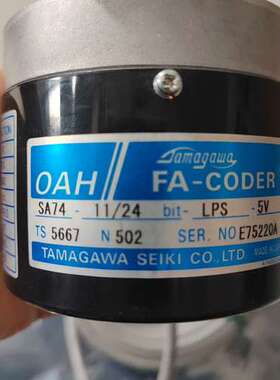 Tamagawa
OAH FA-CODER
SA74 - 11/24 bit- LPS -5V
TS 5667 N 502 SER. NO E75220A
TAMAGAWA SEIKI CO., LTD